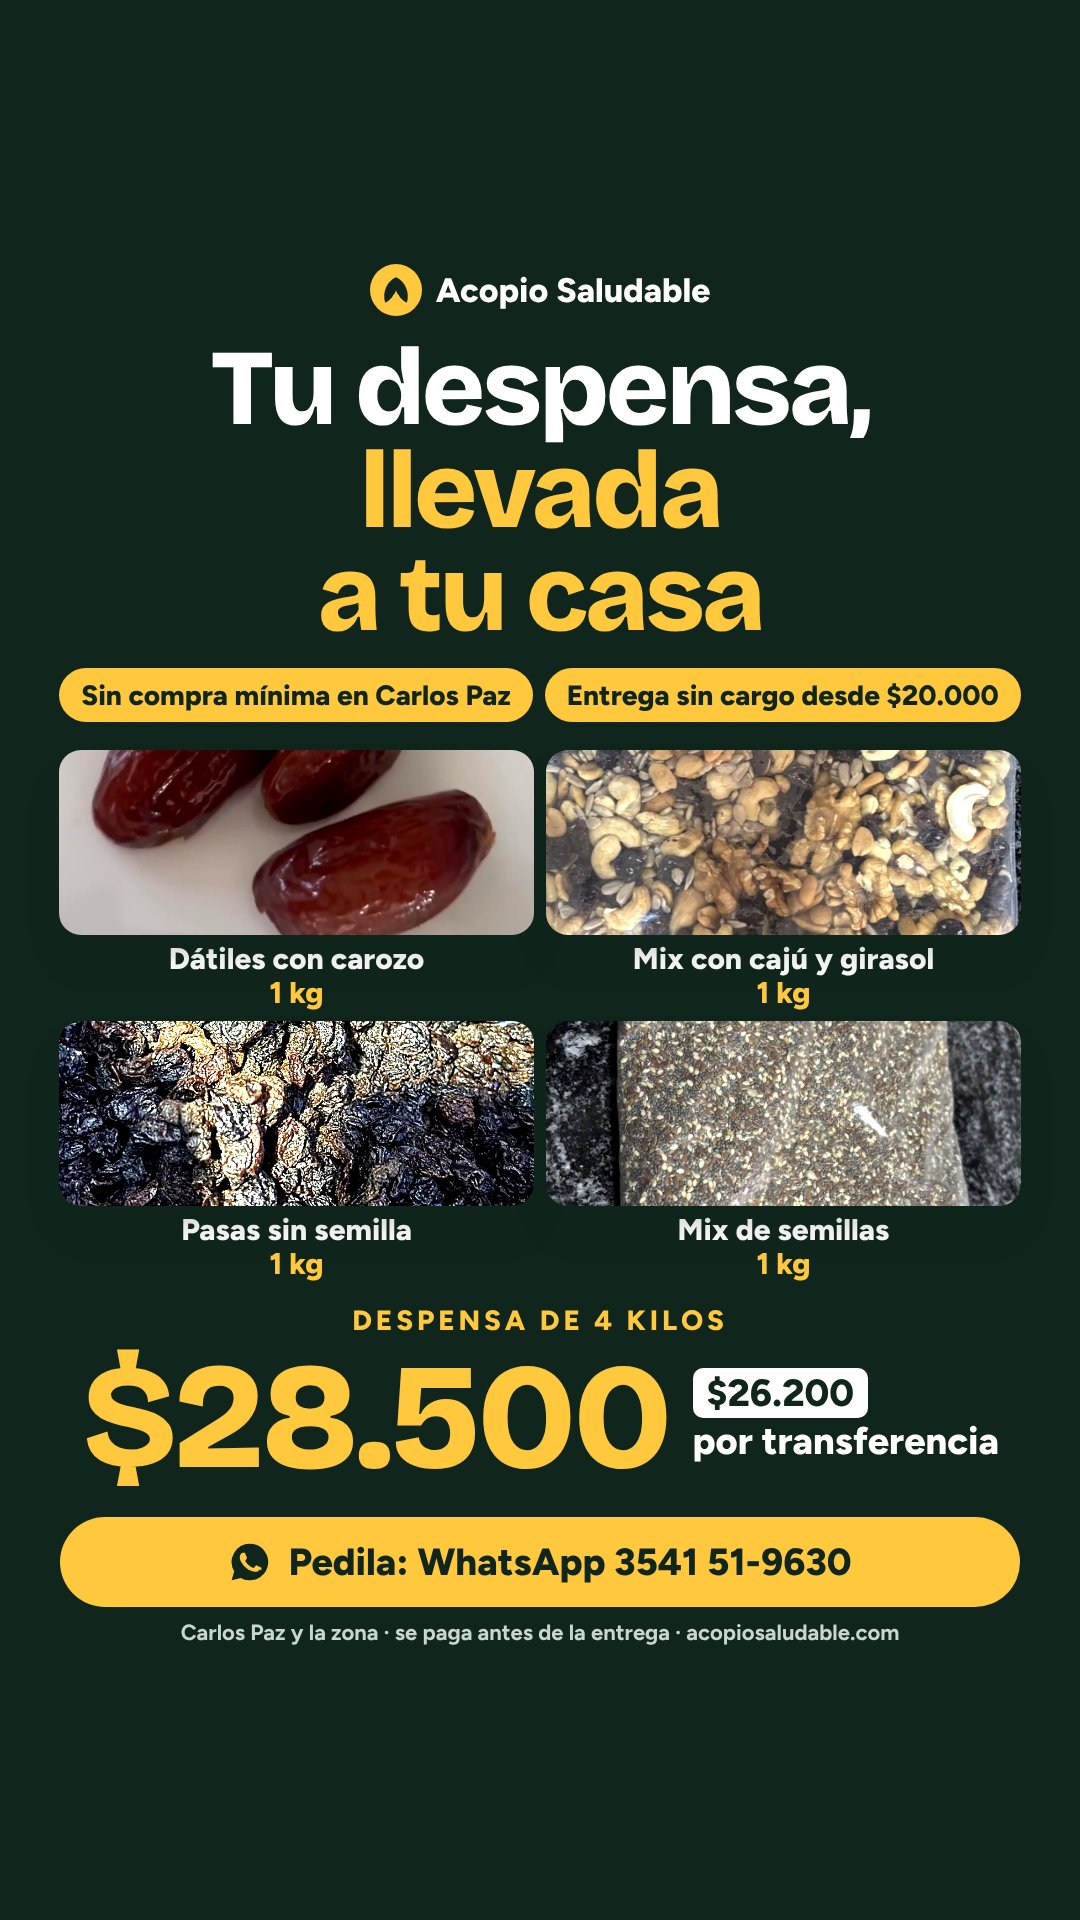 Acopio Saludable
Tu despensa,
llevada
a tu casa
Sin compra mínima en Carlos Paz
Entrega sin cargo desde $20.000
Dátiles con carozo
1 kg
Mix con cajú y girasol
1 kg
Pasas sin semilla
1 kg
Mix de semillas
1 kg
DESPENSA DE 4 KILOS
$28.500
$26.200
por transferencia
Pedila: WhatsApp 3541 51-9630
Carlos Paz y la zona · se paga antes de la entrega · acopiosaludable.com